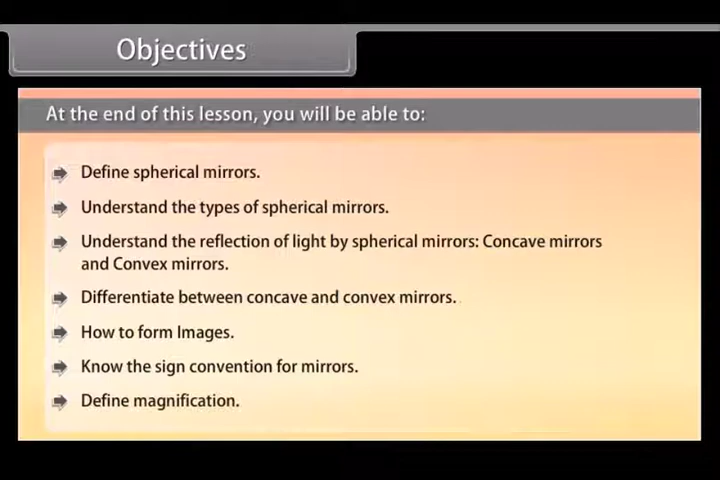 Objectives
At the end of this lesson, you will be able to:
Define spherical mirrors.
Understand the types of spherical mirrors.
Understand the reflection of light by spherical mirrors: Concave mirrors
and Convex mirrors.
Differentiate between concave and convex mirrors.
How to form Images.
Know the sign convention for mirrors.
Define magnification.